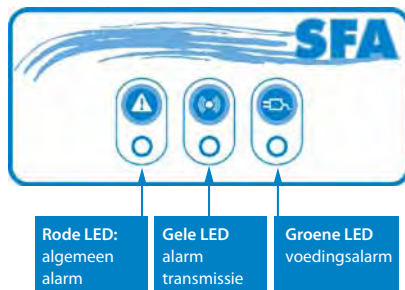 SFA
Rode LED:
algemeen
alarm
Gele LED
alarm
transmissie
Groene LED
voedingsalarm